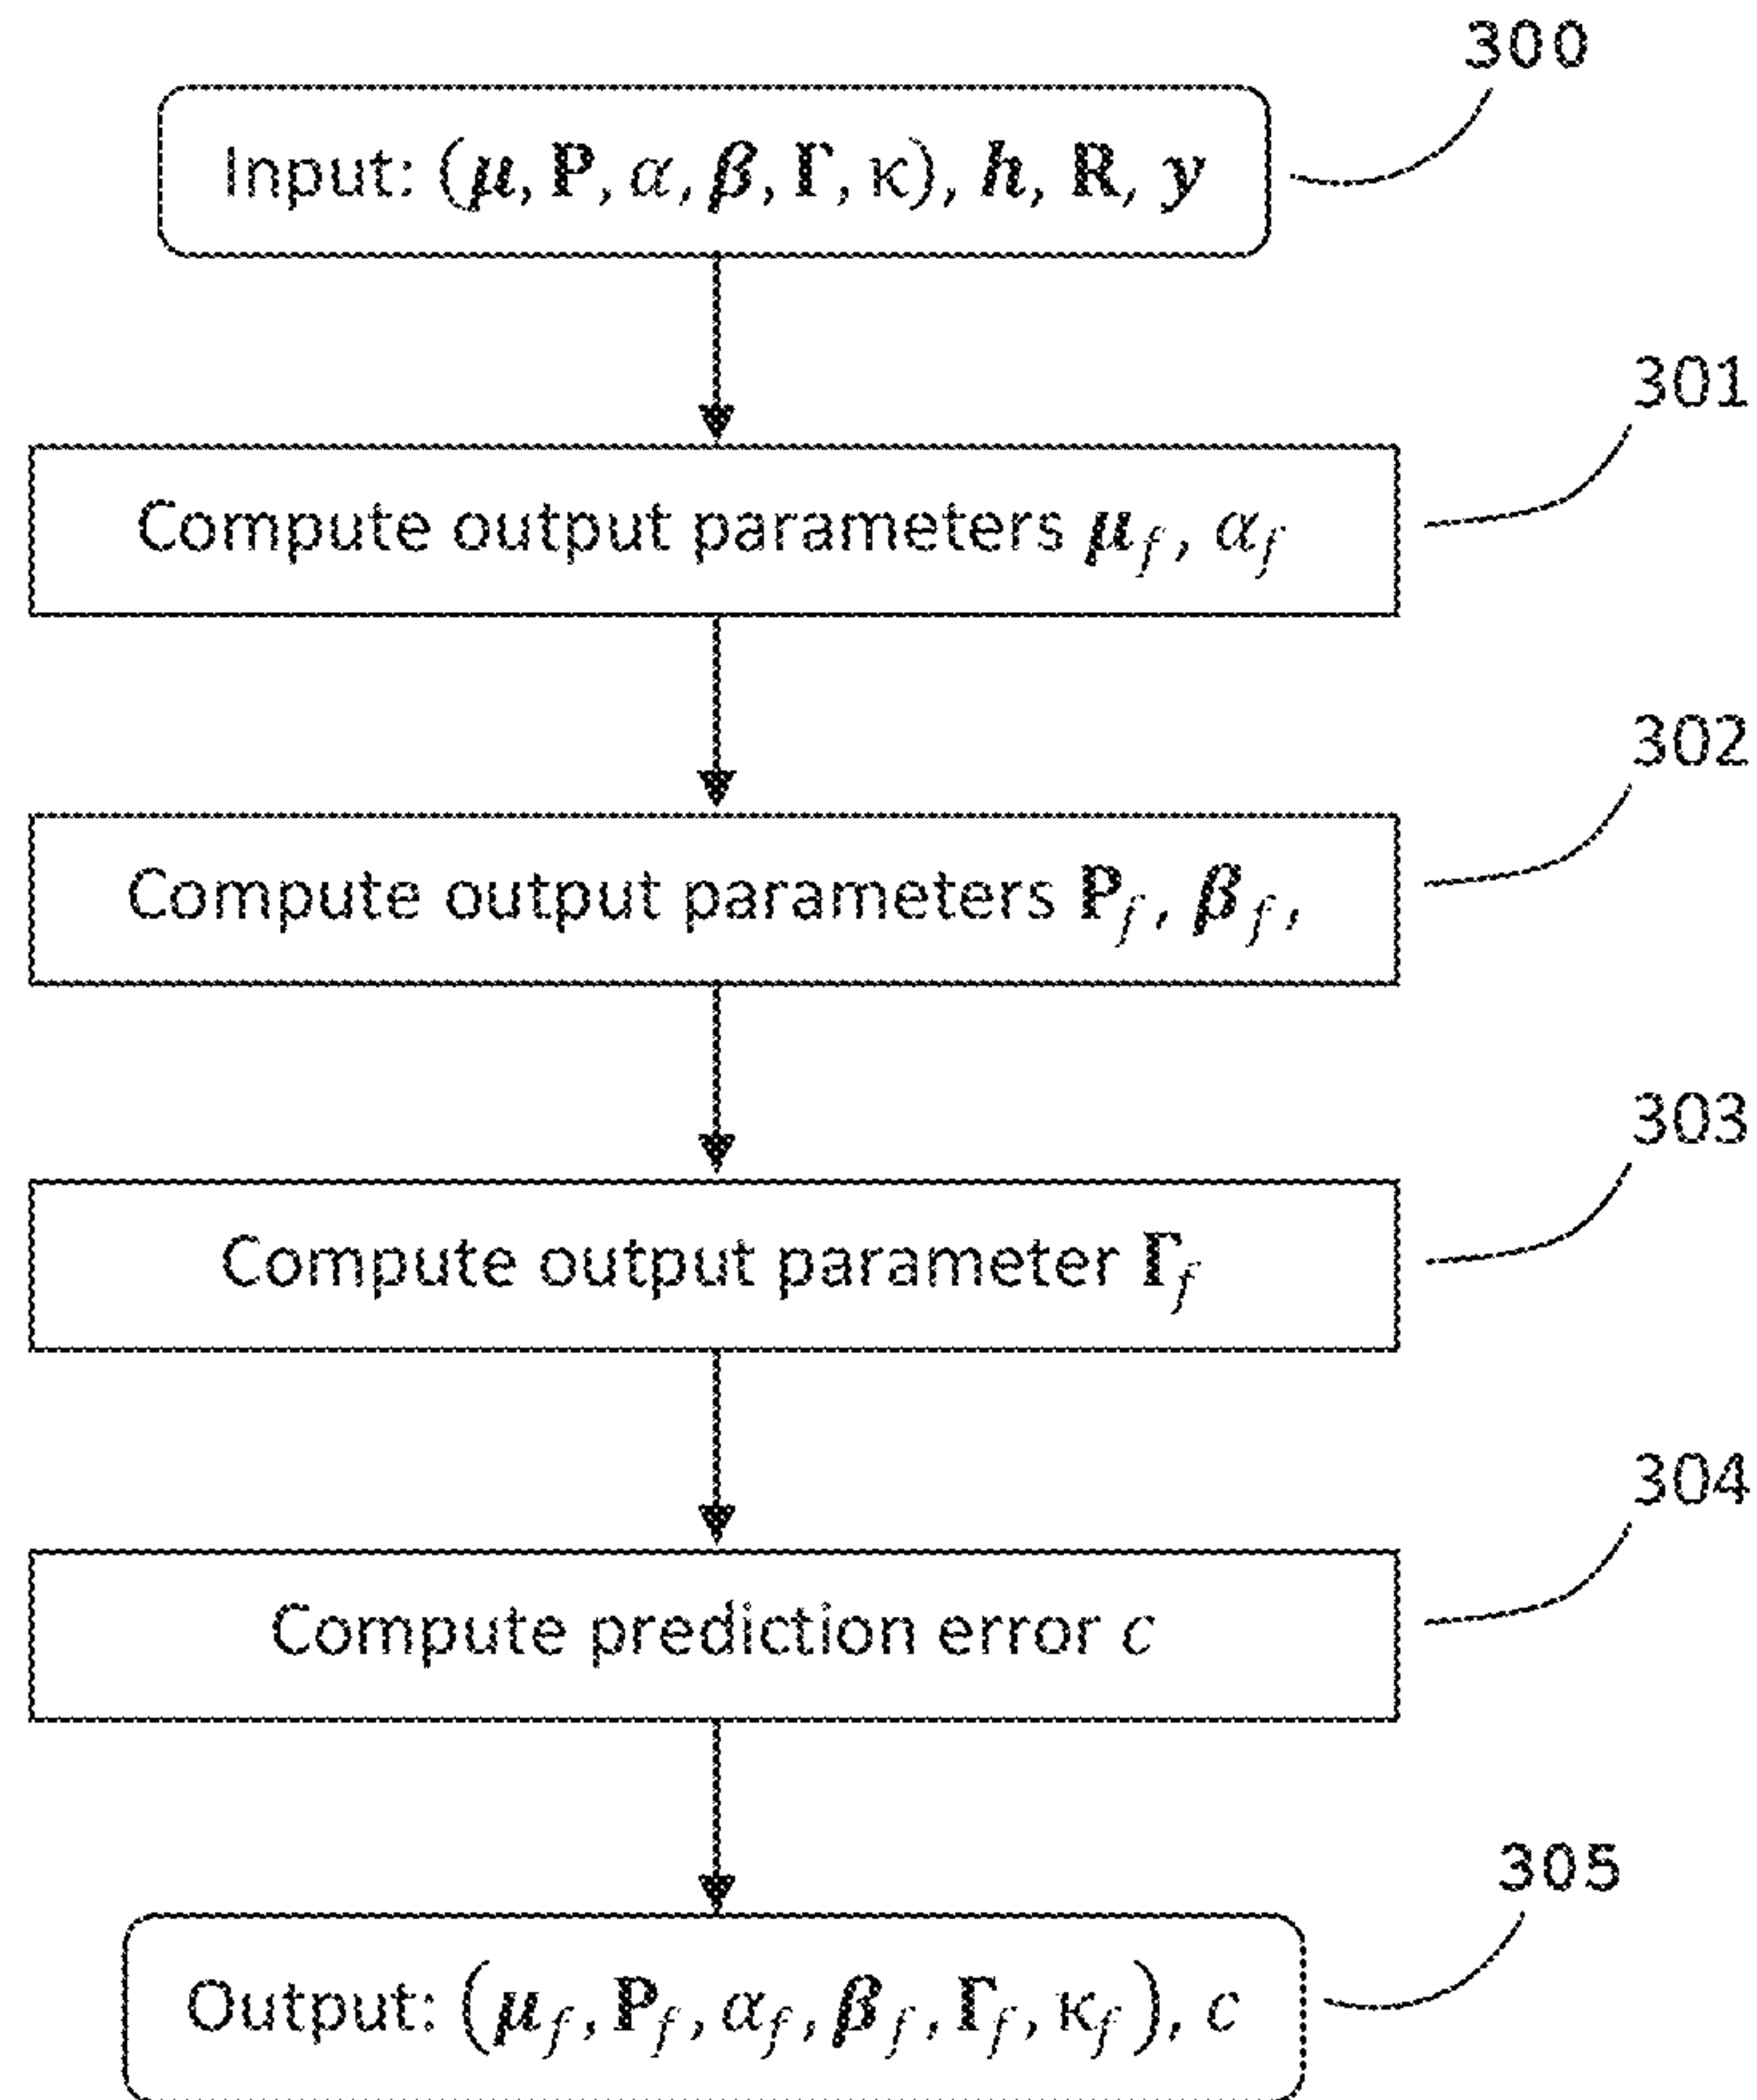 300
Input: (μ, P, α, β, Γ, κ), h, R, y
301
Compute output parameters μ_f, α_f
302
Compute output parameters P_f, β_f,
303
Compute output parameter Γ_f
304
Compute prediction error c
305
Output: (μ_f, P_f, α_f, β_f, Γ_f, κ_f), c